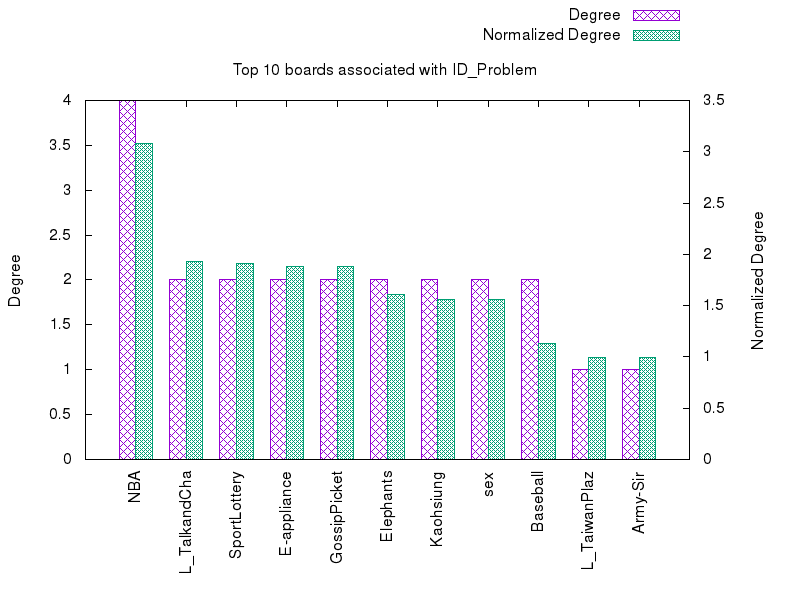 Degree
Normalized Degree
Top 10 boards associated with ID_Problem
4
3.5
3
2.5
2
1.5
1
0.5
0
3.5
3
2.5
2
1.5
1
0.5
0
Degree
Normalized Degree
NBA
L_TalkandCha
SportLottery
E-appliance
GossipPicket
Elephants
Kaohsiung
sex
Baseball
L_TaiwanPlaz
Army-Sir